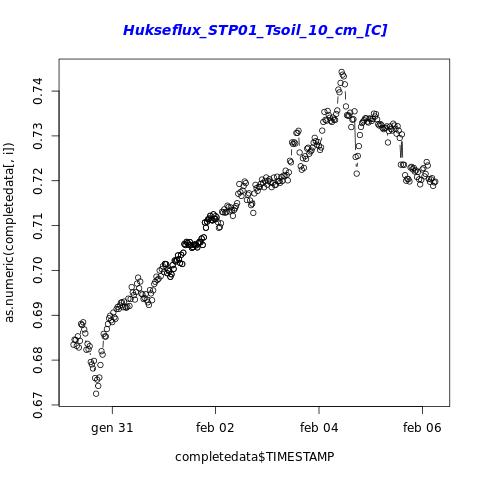 Hukseflux_STP01_Tsoil_10_cm_[C]
as.numeric(completedata[, i])
0.74
0.73
0.72
0.71
0.70
0.69
0.68
0.67
gen 31
feb 02
feb 04
feb 06
completedata$TIMESTAMP